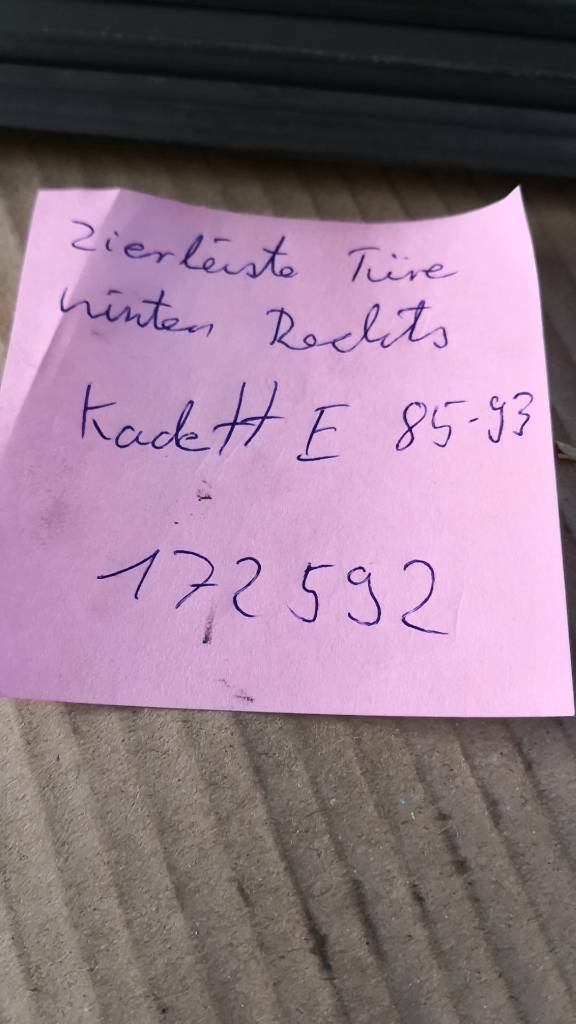 Zierleiste Türe
hinten Rechts
Kadett E 85-93
172592